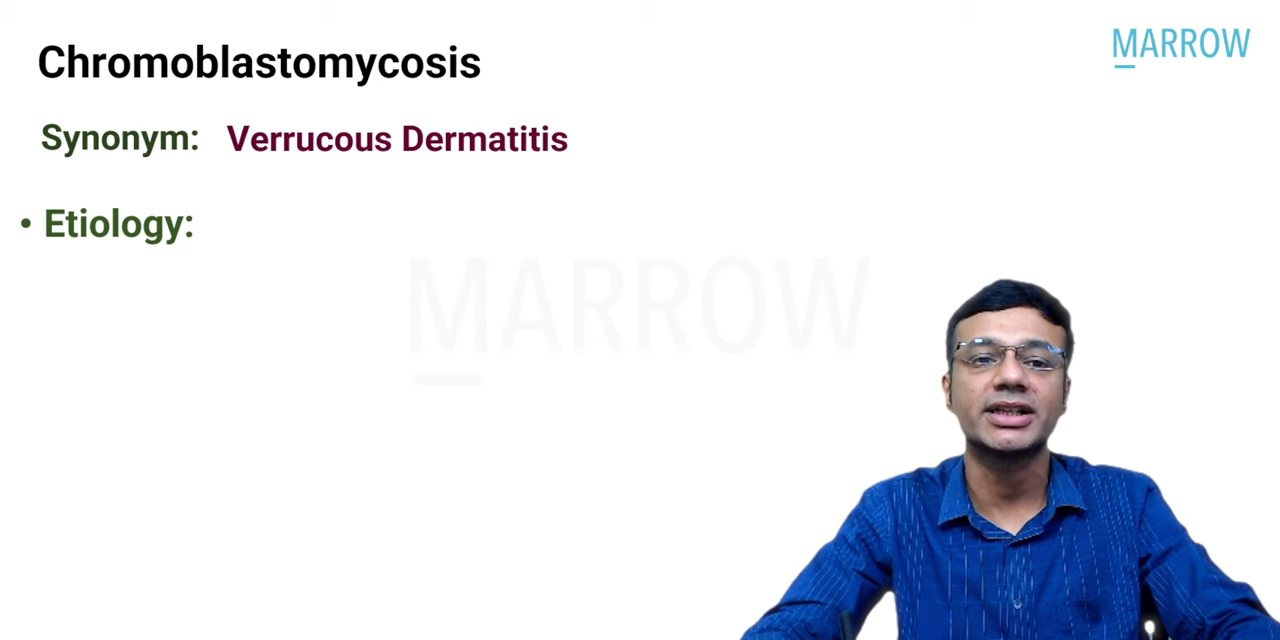 MARROW
Chromoblastomycosis
Synonym: Verrucous Dermatitis
• Etiology:
MARROW